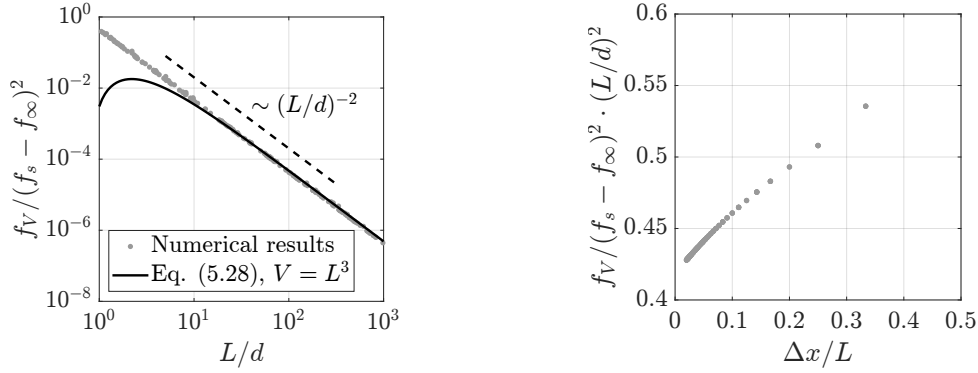 10^0
10^{-2}
10^{-4}
10^{-6}
10^{-8}
f_V/(f_s − f_∞)^2
∼ (L/d)^{−2}
Numerical results
Eq. (5.28), V = L^3
10^0 10^1 10^2 10^3
L/d
0.6
0.55
0.5
0.45
0.4
f_V/(f_s − f_∞)^2 · (L/d)^2
0 0.1 0.2 0.3 0.4 0.5
Δx/L